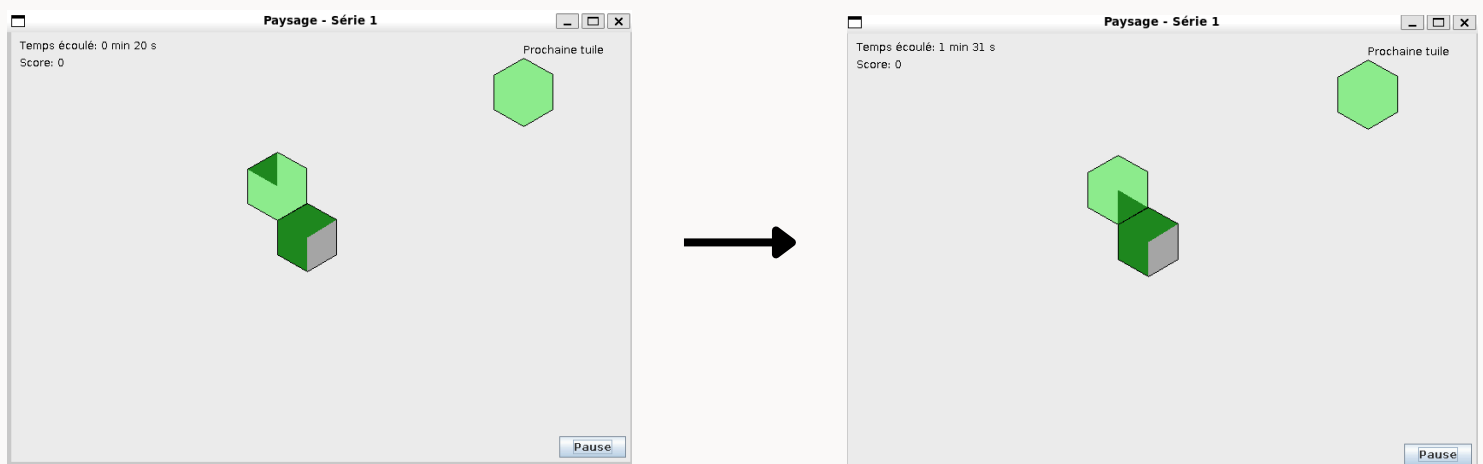 Paysage - Série 1
Temps écoulé: 0 min 20 s
Prochaine tuile
Score: 0
Pause
Paysage - Série 1
Temps écoulé: 1 min 31 s
Prochaine tuile
Score: 0
Pause